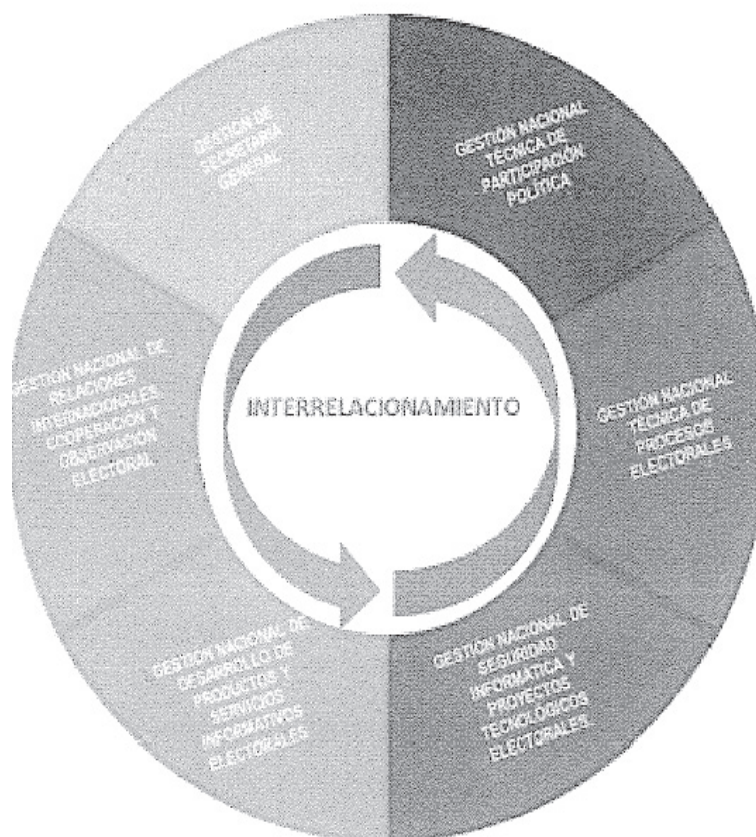 GESTIÓN DE
SECRETARÍA
GENERAL
GESTIÓN NACIONAL
TÉCNICA DE
PARTICIPACIÓN
POLÍTICA
GESTIÓN NACIONAL DE
RELACIONES
INTERNACIONALES,
COOPERACIÓN Y
OBSERVACIÓN
ELECTORAL
INTERRELACIONAMIENTO
GESTIÓN NACIONAL
TÉCNICA DE
PROCESOS
ELECTORALES
GESTIÓN NACIONAL DE
DESARROLLO DE
PRODUCTOS Y
SERVICIOS
INFORMATIVOS
ELECTORALES
GESTIÓN NACIONAL DE
SEGURIDAD
INFORMÁTICA Y
PROYECTOS
TECNOLÓGICOS
ELECTORALES